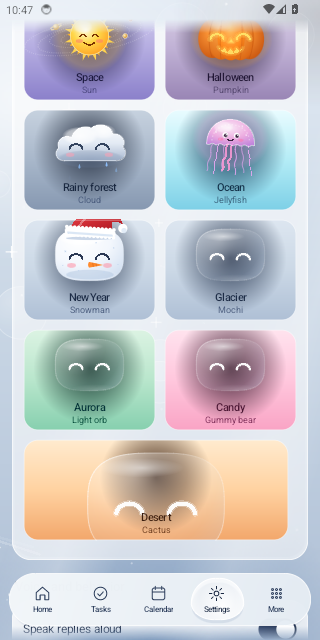 10:47
Space
Sun
Halloween
Pumpkin
Rainy forest
Cloud
Ocean
Jellyfish
New Year
Snowman
Glacier
Mochi
Aurora
Light orb
Candy
Gummy bear
Desert
Cactus
Home
Tasks
Calendar
Settings
More
Speak replies aloud